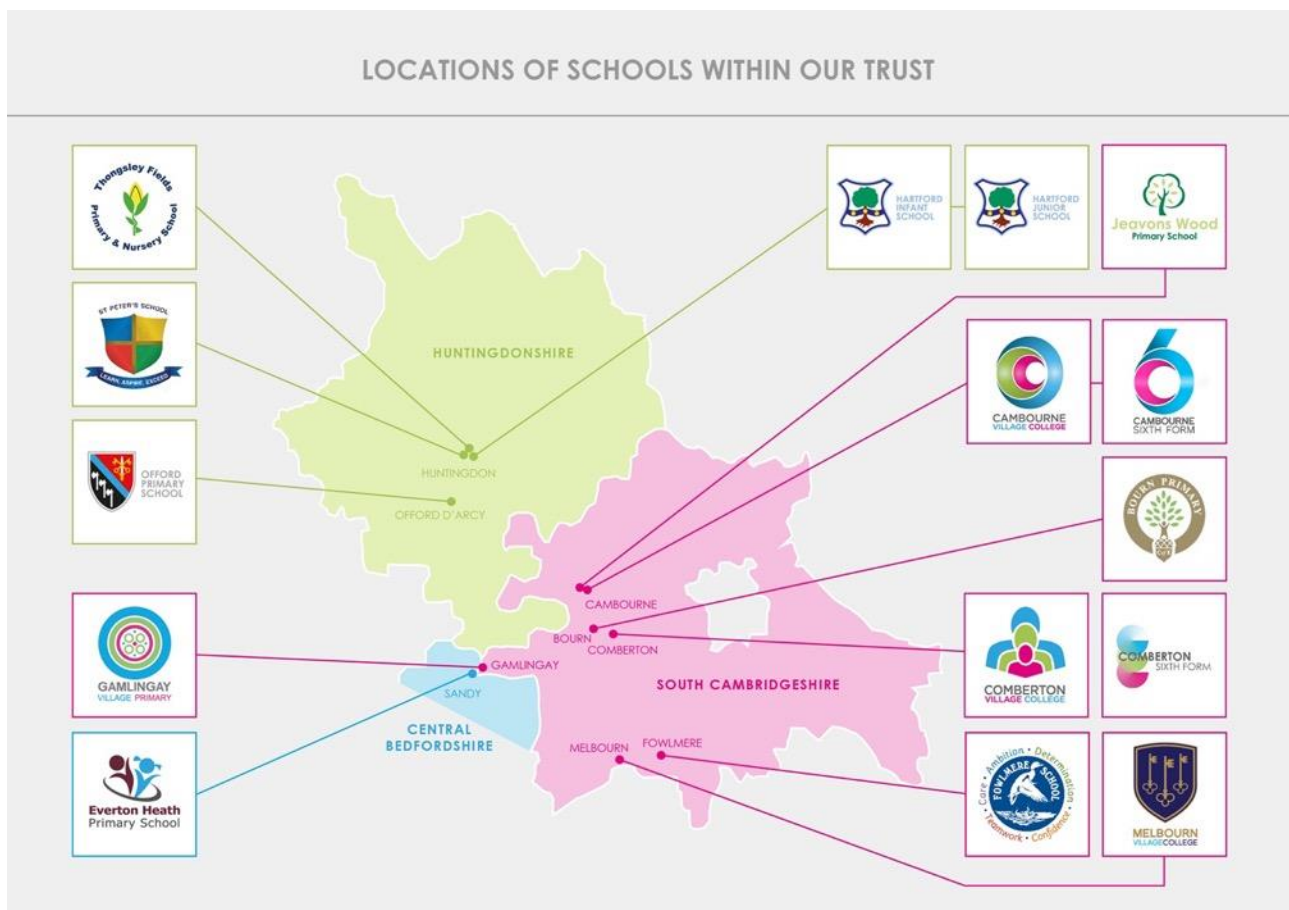 LOCATIONS OF SCHOOLS WITHIN OUR TRUST
Thongsley Fields
Primary & Nursery School
ST PETER'S SCHOOL
LEARN, ASPIRE, EXCEED
OFFORD
PRIMARY
SCHOOL
GAMLINGAY
VILLAGE PRIMARY
Everton Heath
Primary School
HUNTINGDONSHIRE
HUNTINGDON
OFFORD D'ARCY
CAMBOURNE
BOURN
COMBERTON
GAMLINGAY
SANDY
SOUTH CAMBRIDGESHIRE
CENTRAL
BEDFORDSHIRE
MELBOURN
FOWLMERE
HARTFORD
INFANT
SCHOOL
HARTFORD
JUNIOR
SCHOOL
Jeavons Wood
Primary School
CAMBOURNE
VILLAGE COLLEGE
6
CAMBOURNE
SIXTH FORM
BOURN PRIMARY
CofE
COMBERTON
VILLAGE COLLEGE
COMBERTON
SIXTH FORM
Care • Ambition • Determination
FOWLMERE SCHOOL
Teamwork • Confidence
MELBOURN
VILLAGECOLLEGE